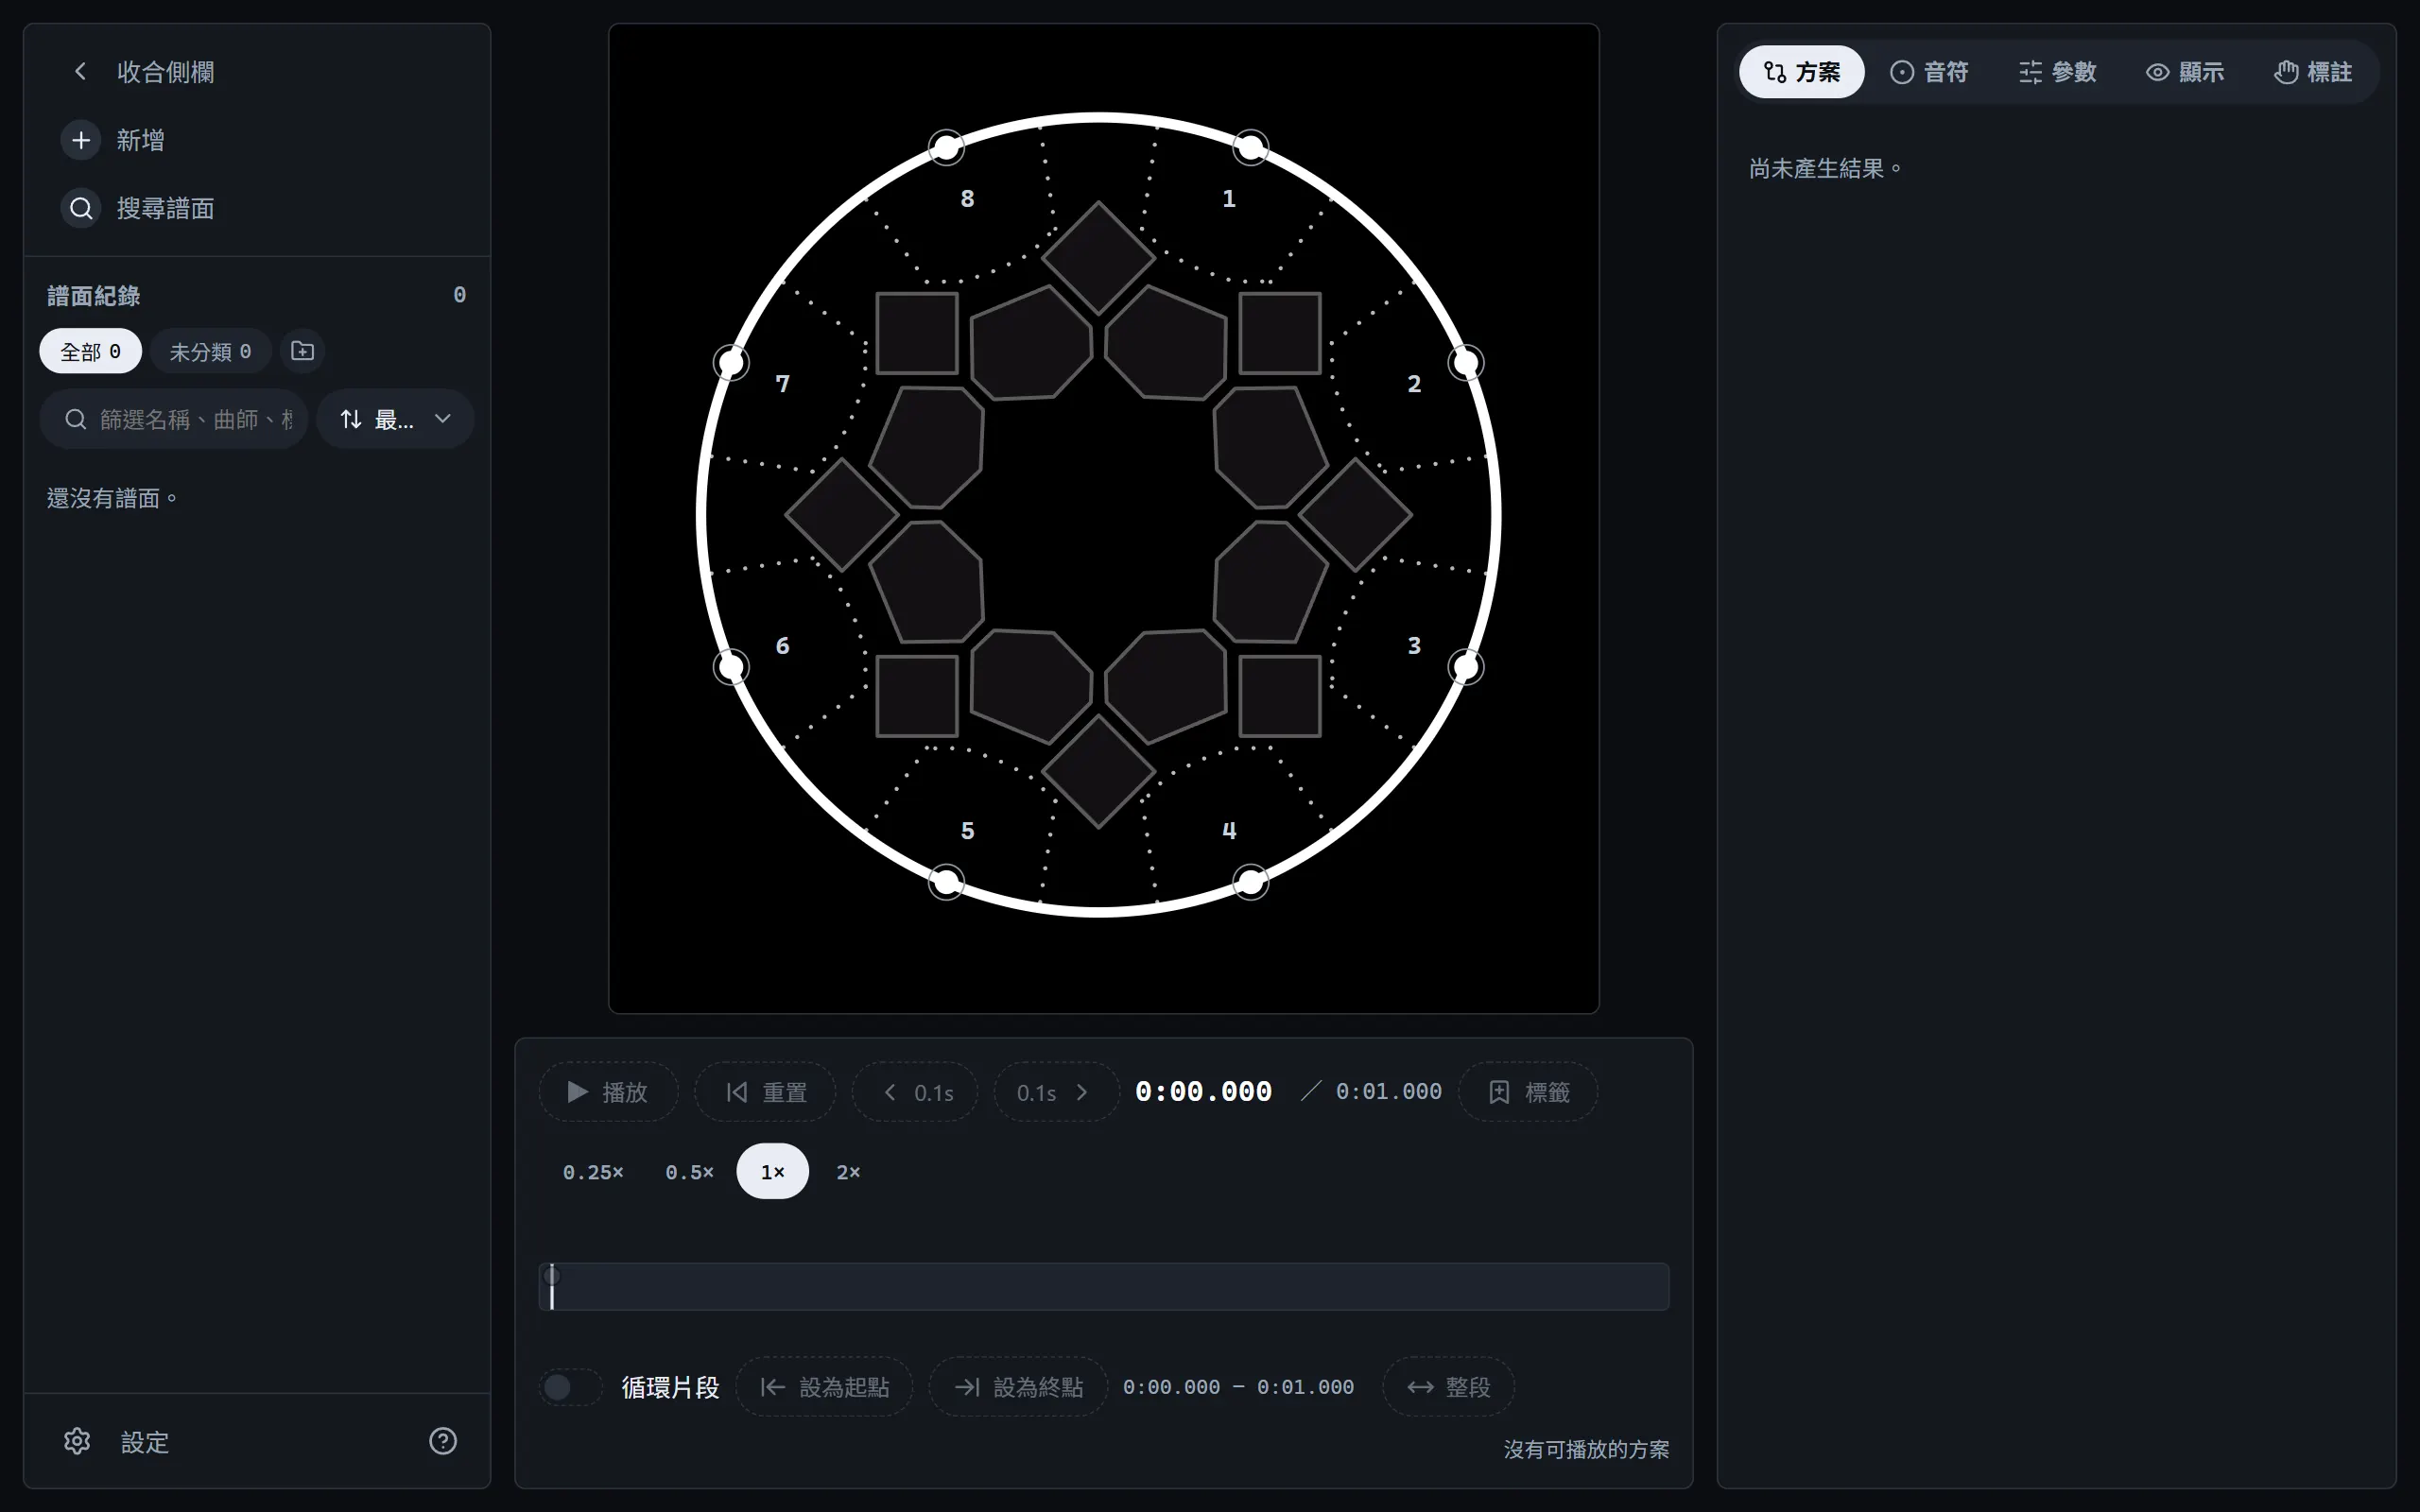 收合側欄
新增
搜尋譜面
譜面紀錄 0
全部 0 未分類 0
篩選名稱、曲師、 最...
還沒有譜面。
設定
8 1
7 2
6 3
5 4
播放 重置 0.1s 0.1s 0:00.000 ／ 0:01.000 標籤
0.25× 0.5× 1× 2×
循環片段 設為起點 設為終點 0:00.000 – 0:01.000 整段
沒有可播放的方案
方案 音符 參數 顯示 標註
尚未產生結果。